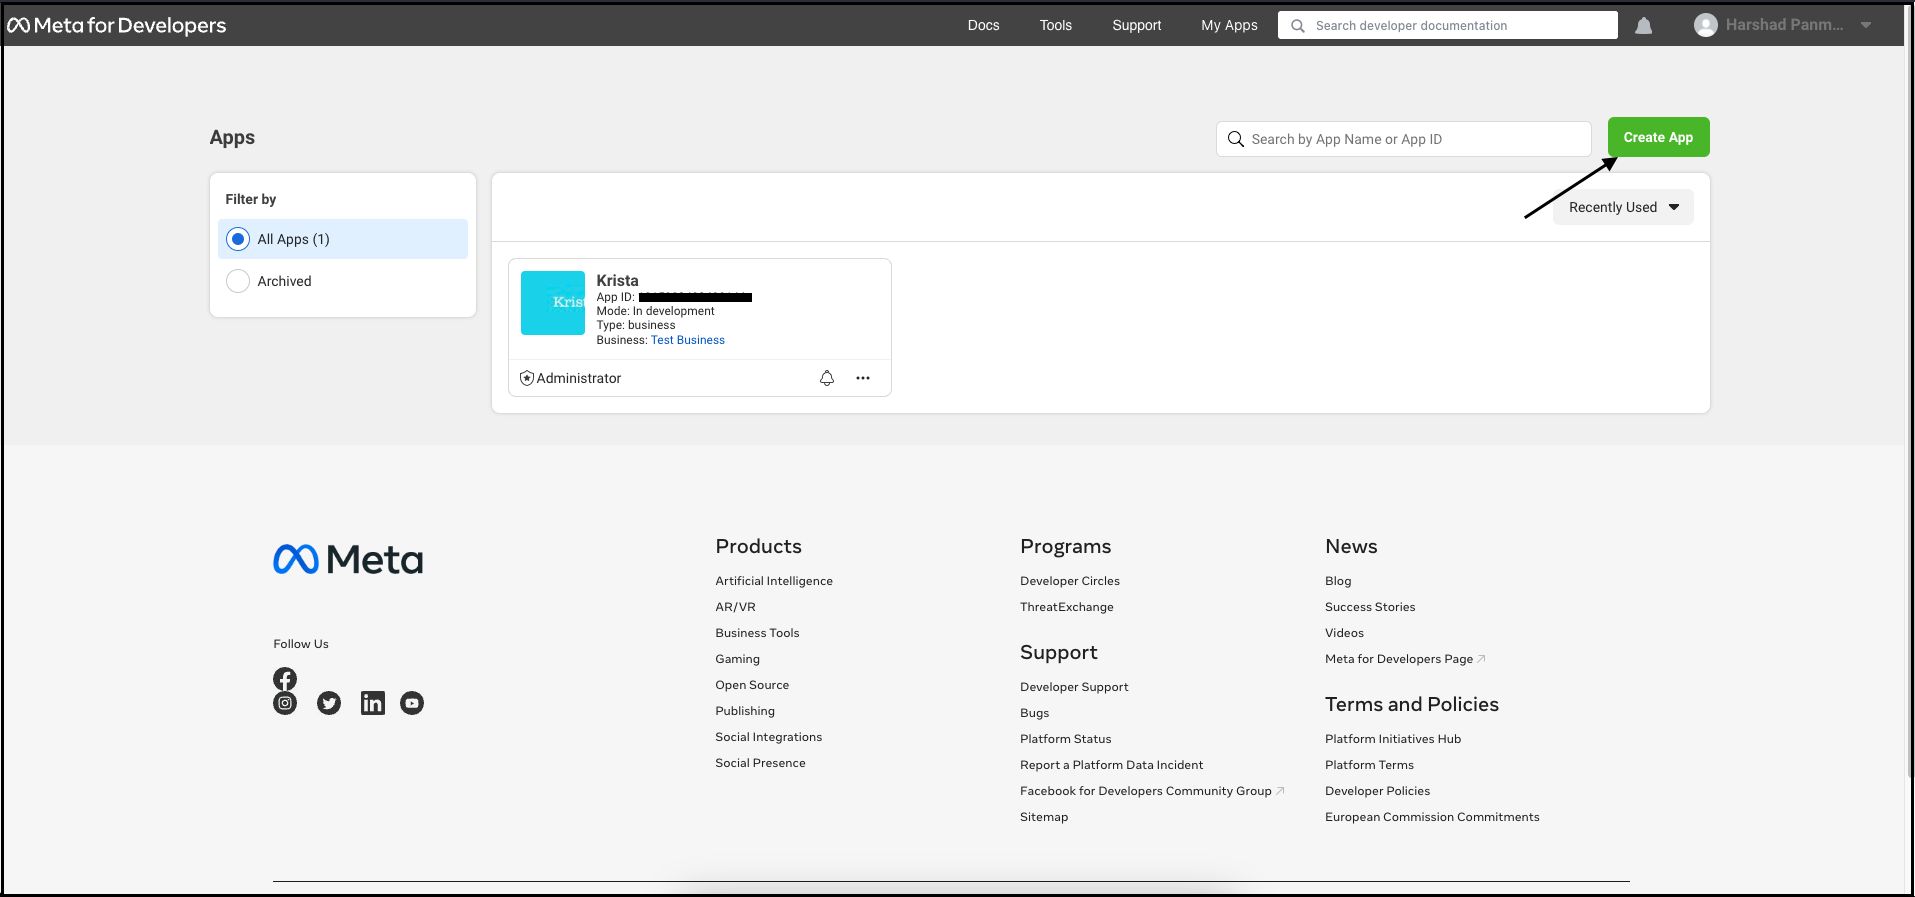 Meta for Developers
Docs
Tools
Support
My Apps
Search developer documentation
Harshad Panm...
Apps
Search by App Name or App ID
Create App
Filter by
All Apps (1)
Archived
Recently Used
Krist
Krista
App ID:
Mode: In development
Type: business
Business: Test Business
Administrator
Meta
Follow Us
Products
Artificial Intelligence
AR/VR
Business Tools
Gaming
Open Source
Publishing
Social Integrations
Social Presence
Programs
Developer Circles
ThreatExchange
Support
Developer Support
Bugs
Platform Status
Report a Platform Data Incident
Facebook for Developers Community Group
Sitemap
News
Blog
Success Stories
Videos
Meta for Developers Page
Terms and Policies
Platform Initiatives Hub
Platform Terms
Developer Policies
European Commission Commitments